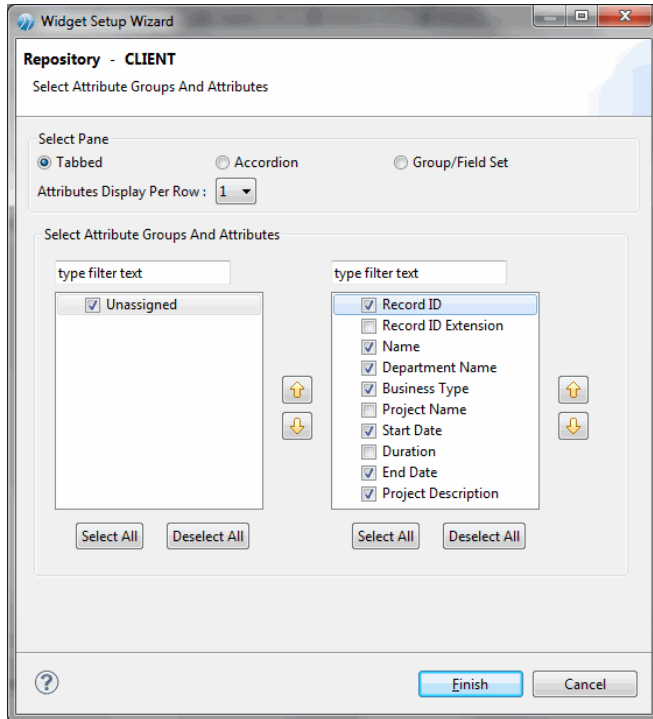 Widget Setup Wizard
Repository - CLIENT
Select Attribute Groups And Attributes
Select Pane
Tabbed Accordion Group/Field Set
Attributes Display Per Row : 1
Select Attribute Groups And Attributes
type filter text type filter text
Unassigned Record ID
Record ID Extension
Name
Department Name
Business Type
Project Name
Start Date
Duration
End Date
Project Description
Select All Deselect All Select All Deselect All
? Finish Cancel